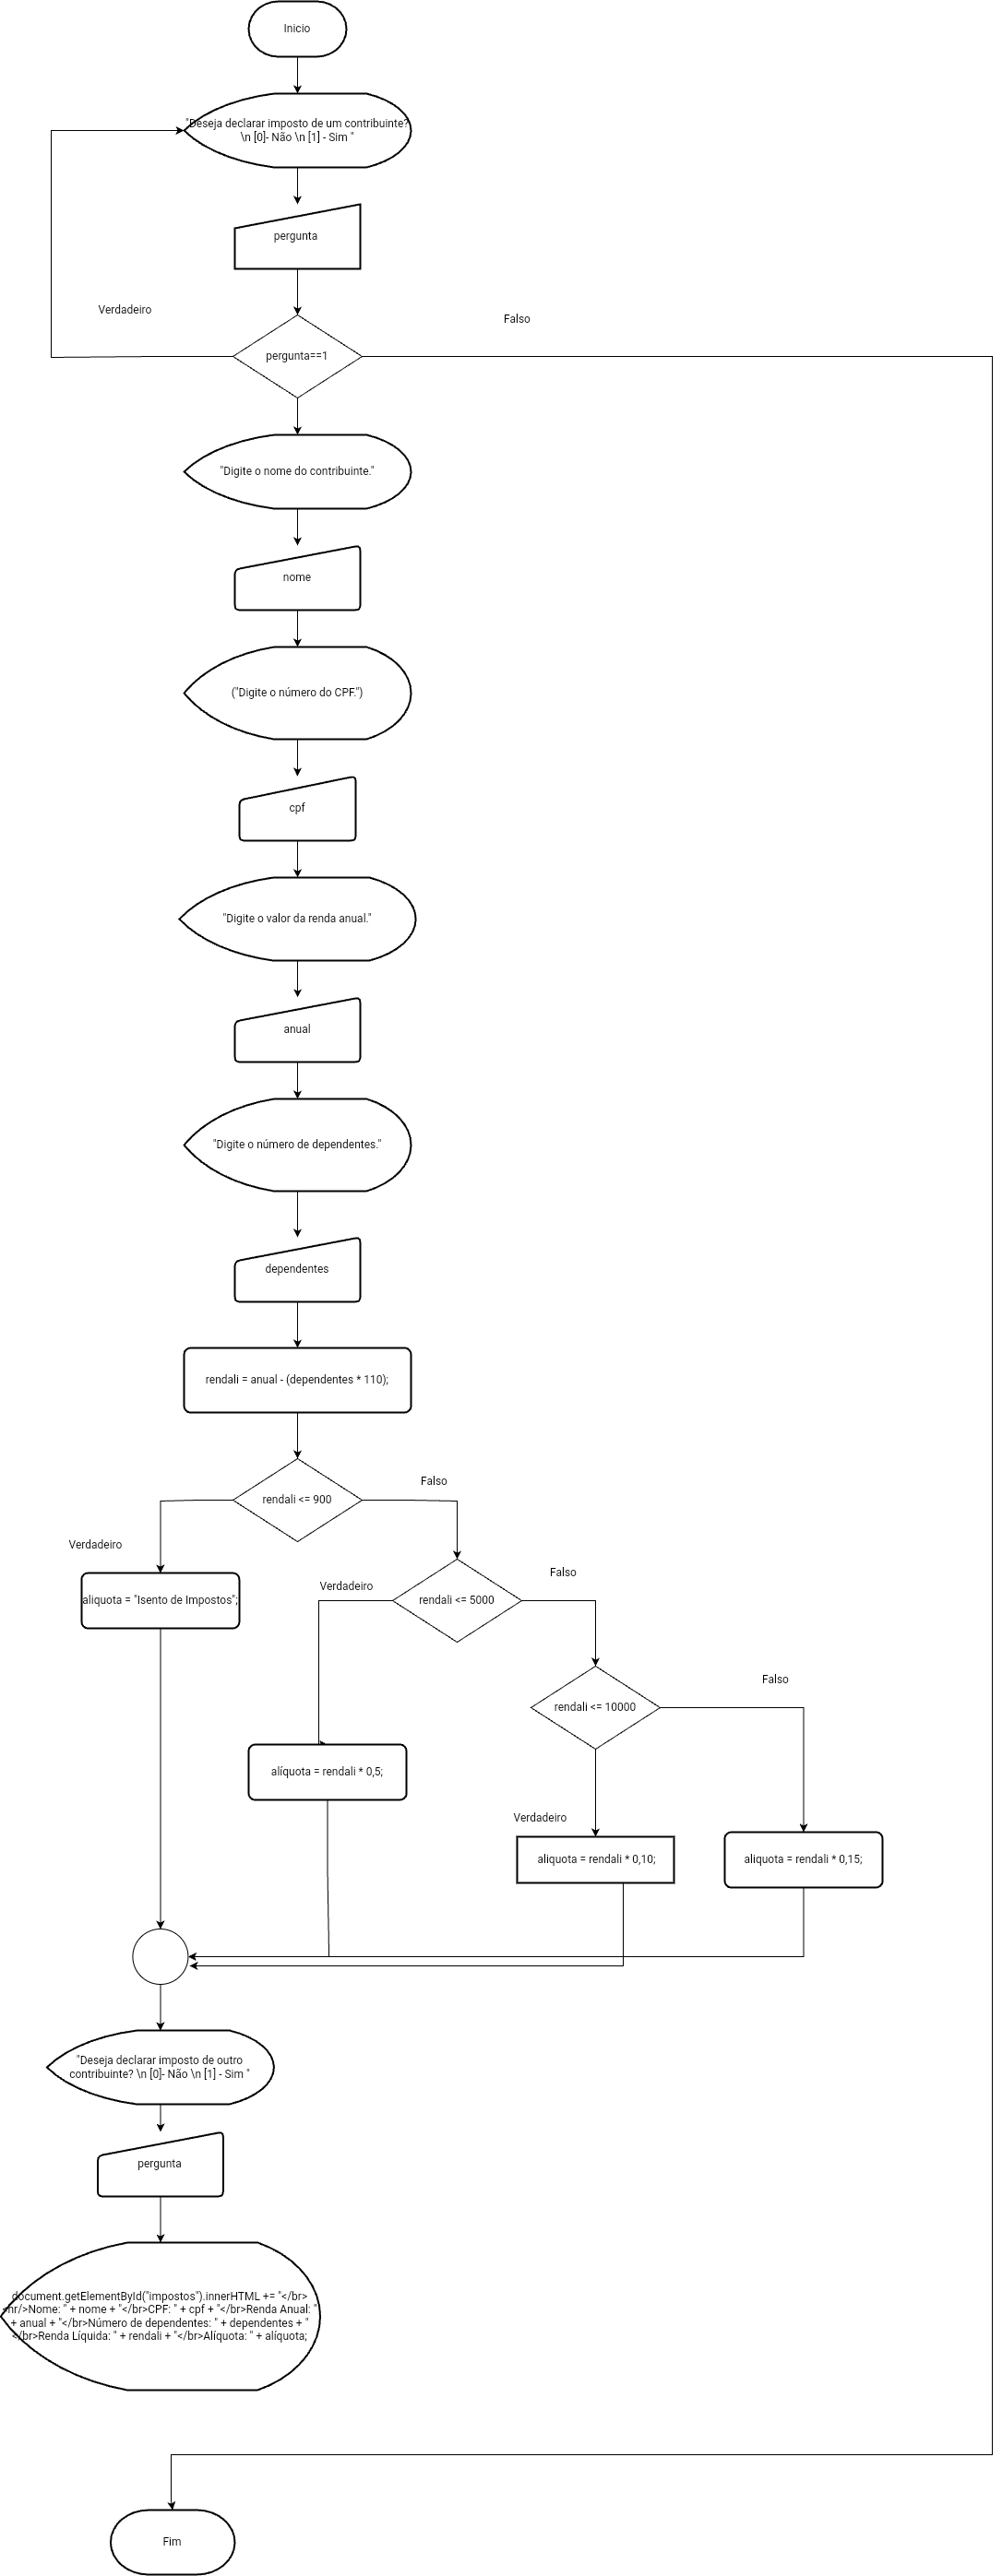 Inicio
"Deseja declarar imposto de um contribuinte?
\n [0]- Não \n [1] - Sim "
pergunta
Verdadeiro
Falso
pergunta==1
"Digite o nome do contribuinte."
nome
("Digite o número do CPF.")
cpf
"Digite o valor da renda anual."
anual
"Digite o número de dependentes."
dependentes
rendali = anual - (dependentes * 110);
rendali <= 900
Falso
Verdadeiro
aliquota = "Isento de Impostos";
Verdadeiro
rendali <= 5000
Falso
rendali <= 10000
Falso
alíquota = rendali * 0,5;
Verdadeiro
aliquota = rendali * 0,10;
aliquota = rendali * 0,15;
"Deseja declarar imposto de outro
contribuinte? \n [0]- Não \n [1] - Sim "
pergunta
document.getElementById("impostos").innerHTML += "</br>
<hr/>Nome: " + nome + "</br>CPF: " + cpf + "</br>Renda Anual: "
+ anual + "</br>Número de dependentes: " + dependentes + "
</br>Renda Líquida: " + rendali + "</br>Alíquota: " + alíquota;
Fim